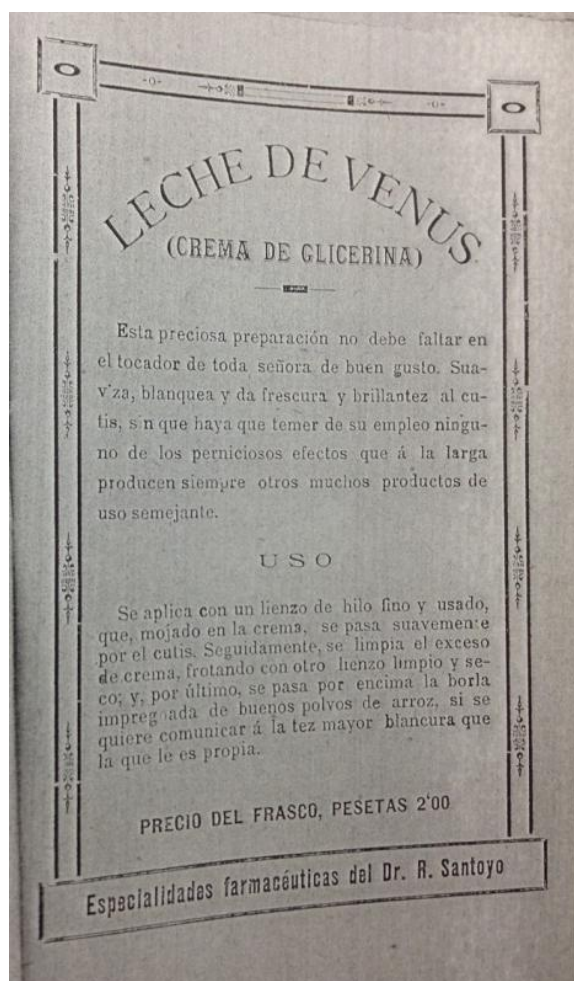 LECHE DE VENUS
(CREMA DE GLICERINA)
Esta preciosa preparación no debe faltar en
el tocador de toda señora de buen gusto. Sua-
v'za, blanquea y da frescura y brillantez al cu-
tis, s n que haya que temer de su empleo ningu-
no de los perniciosos efectos que á la larga
producen siempre otros muchos productos de
uso semejante.
USO
Se aplica con un lienzo de hilo fino y usado,
que, mojado en la crema, se pasa suavemente
por el cutis. Seguidamente, se limpia el exceso
de crema, frotando con otro lienzo limpio y se-
co; y, por último, se pasa por encima la borla
impreg ada de buenos polvos de arroz, si se
quiere comunicar á la tez mayor blancura que
la que le es propia.
PRECIO DEL FRASCO, PESETAS 2'00
Especialidades farmacéuticas del Dr. R. Santoyo